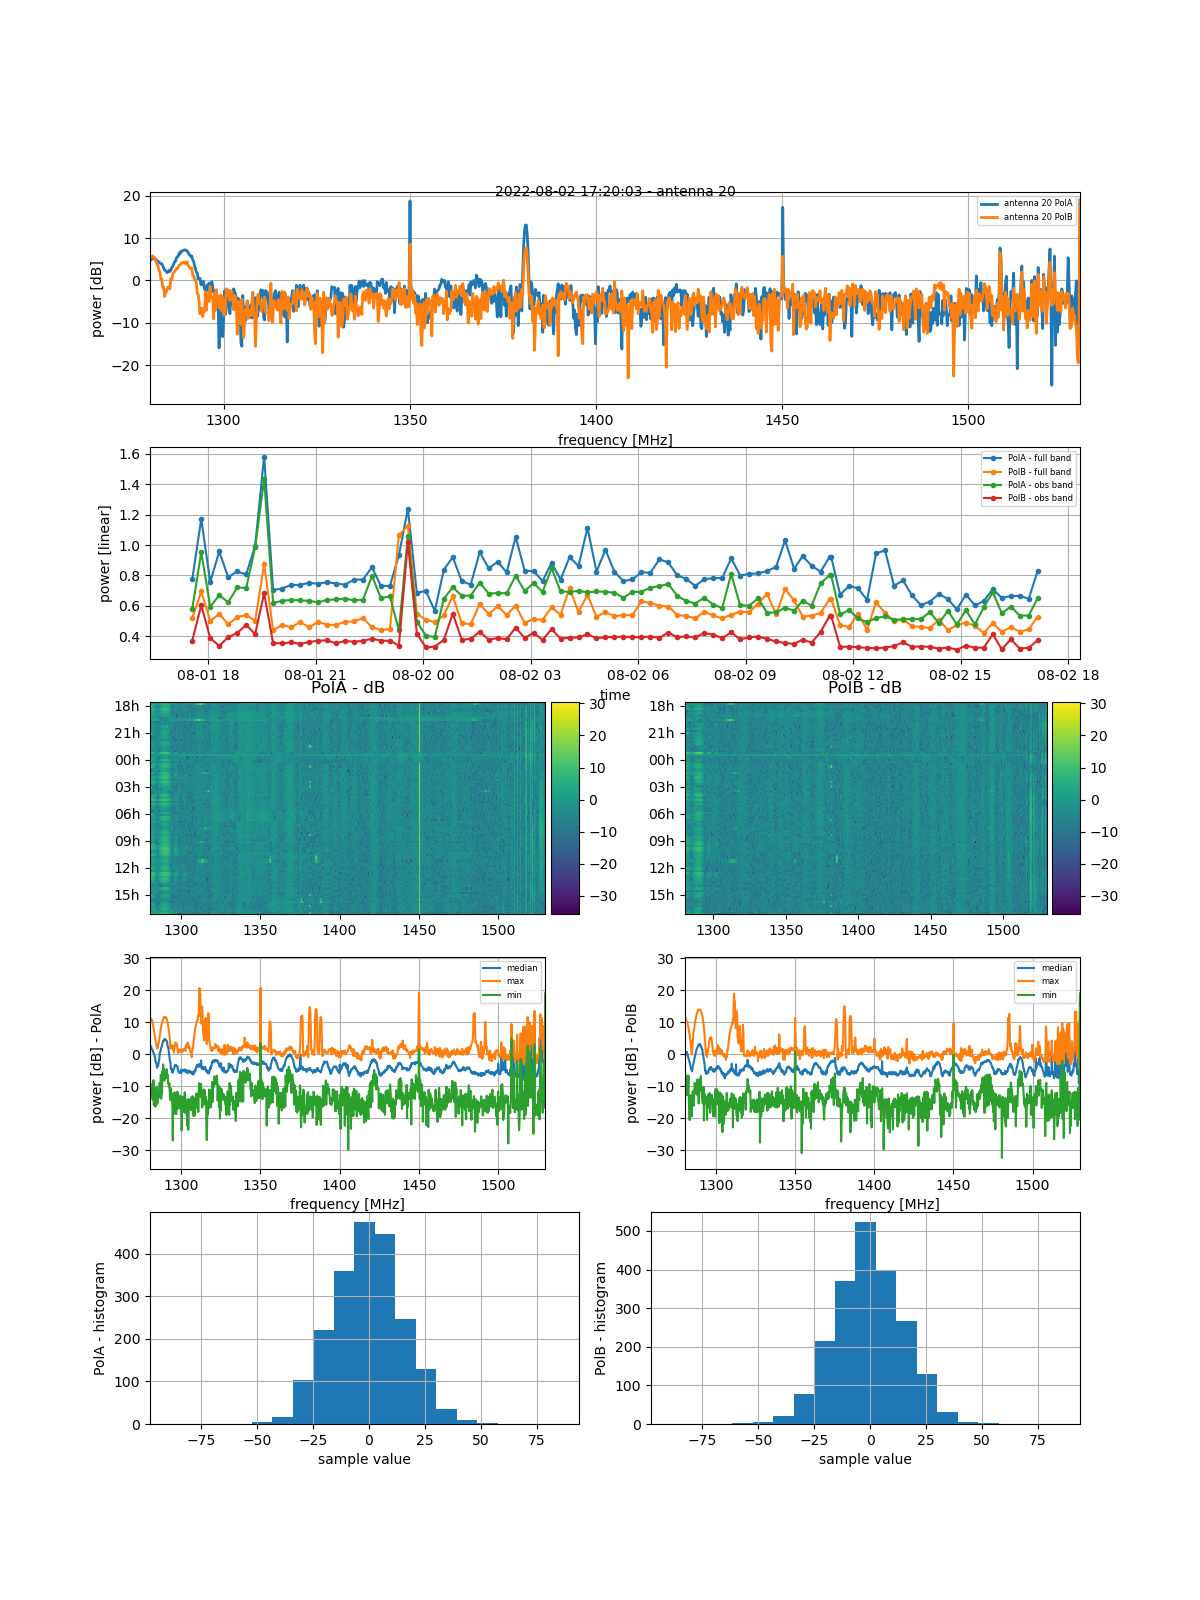 2022-08-02 17:20:03 - antenna 20
power [dB]
20
10
0
−10
−20
antenna 20 PolA
antenna 20 PolB
1300 1350 1400 1450 1500
frequency [MHz]
power [linear]
1.6
1.4
1.2
1.0
0.8
0.6
0.4
PolA - full band
PolB - full band
PolA - obs band
PolB - obs band
08-01 18 08-01 21 08-02 00 08-02 03 08-02 06 08-02 09 08-02 12 08-02 15 08-02 18
time
PolA - dB
18h
21h
00h
03h
06h
09h
12h
15h
1300 1350 1400 1450 1500
30
20
10
0
−10
−20
−30
PolB - dB
18h
21h
00h
03h
06h
09h
12h
15h
1300 1350 1400 1450 1500
30
20
10
0
−10
−20
−30
power [dB] - PolA
30
20
10
0
−10
−20
−30
median
max
min
1300 1350 1400 1450 1500
frequency [MHz]
power [dB] - PolB
30
20
10
0
−10
−20
−30
median
max
min
1300 1350 1400 1450 1500
frequency [MHz]
PolA - histogram
400
300
200
100
0
−75 −50 −25 0 25 50 75
sample value
PolB - histogram
500
400
300
200
100
0
−75 −50 −25 0 25 50 75
sample value